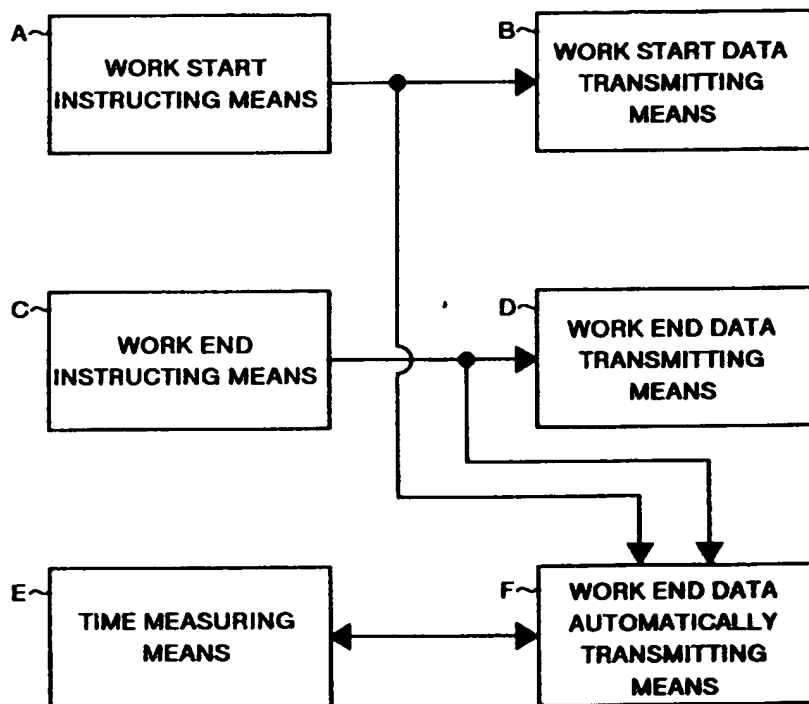 A~
WORK START
INSTRUCTING MEANS
B~
WORK START DATA
TRANSMITTING
MEANS
C~
WORK END
INSTRUCTING MEANS
D~
WORK END DATA
TRANSMITTING
MEANS
E~
TIME MEASURING
MEANS
F~
WORK END DATA
AUTOMATICALLY
TRANSMITTING
MEANS